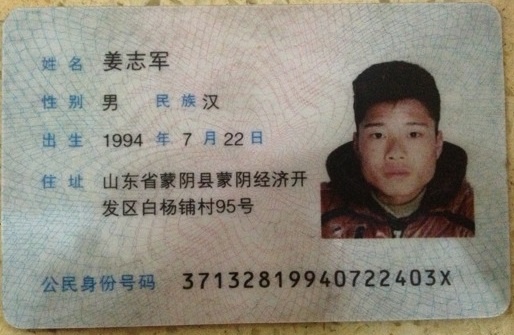 姓名 姜志军
性别 男 民族 汉
出生 1994 年 7 月 22 日
住址 山东省蒙阴县蒙阴经济开
发区白杨铺村95号
公民身份号码 37132819940722403X